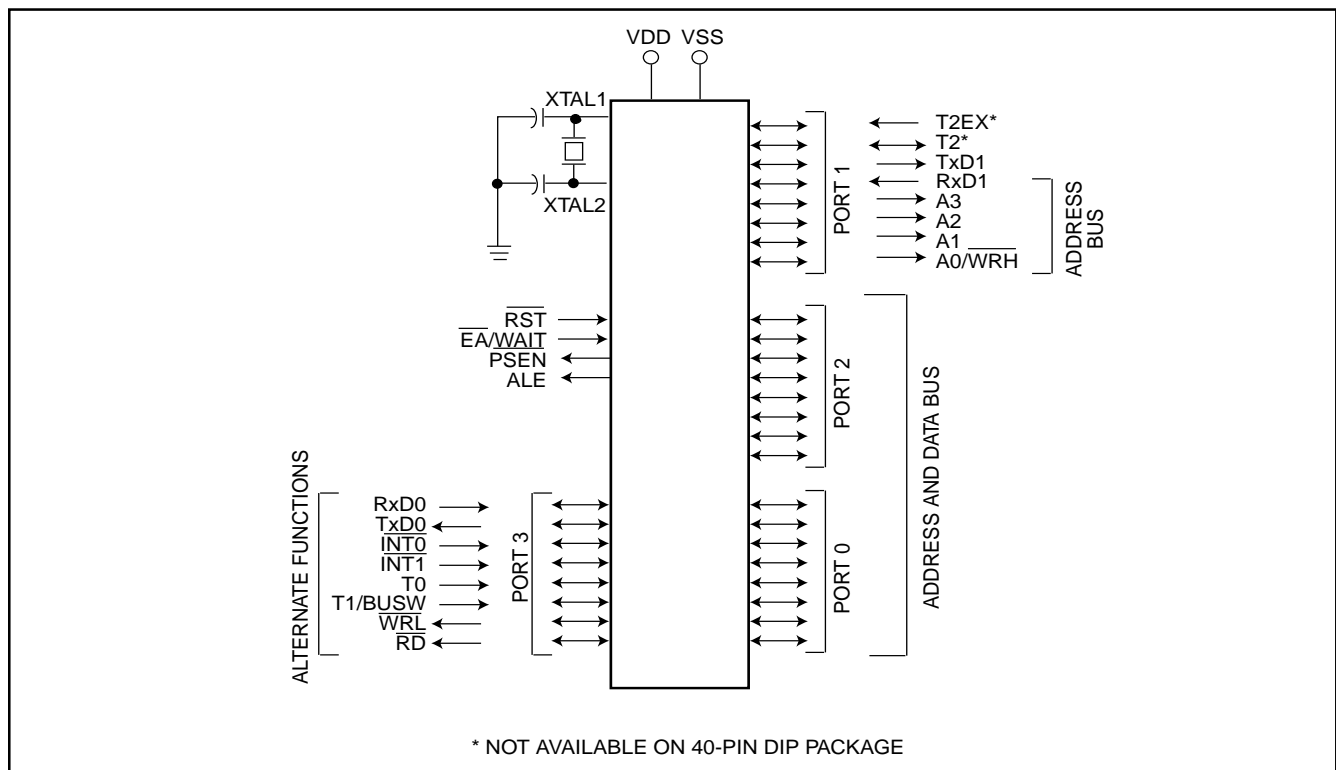 VDD VSS
XTAL1
XTAL2
RST
EA/WAIT
PSEN
ALE
PORT 1
T2EX*
T2*
TxD1
RxD1
A3
A2
A1
A0/WRH
ADDRESS
BUS
PORT 2
ADDRESS AND DATA BUS
ALTERNATE FUNCTIONS
RxD0
TxD0
INT0
INT1
T0
T1/BUSW
WRL
RD
PORT 3
PORT 0
* NOT AVAILABLE ON 40-PIN DIP PACKAGE